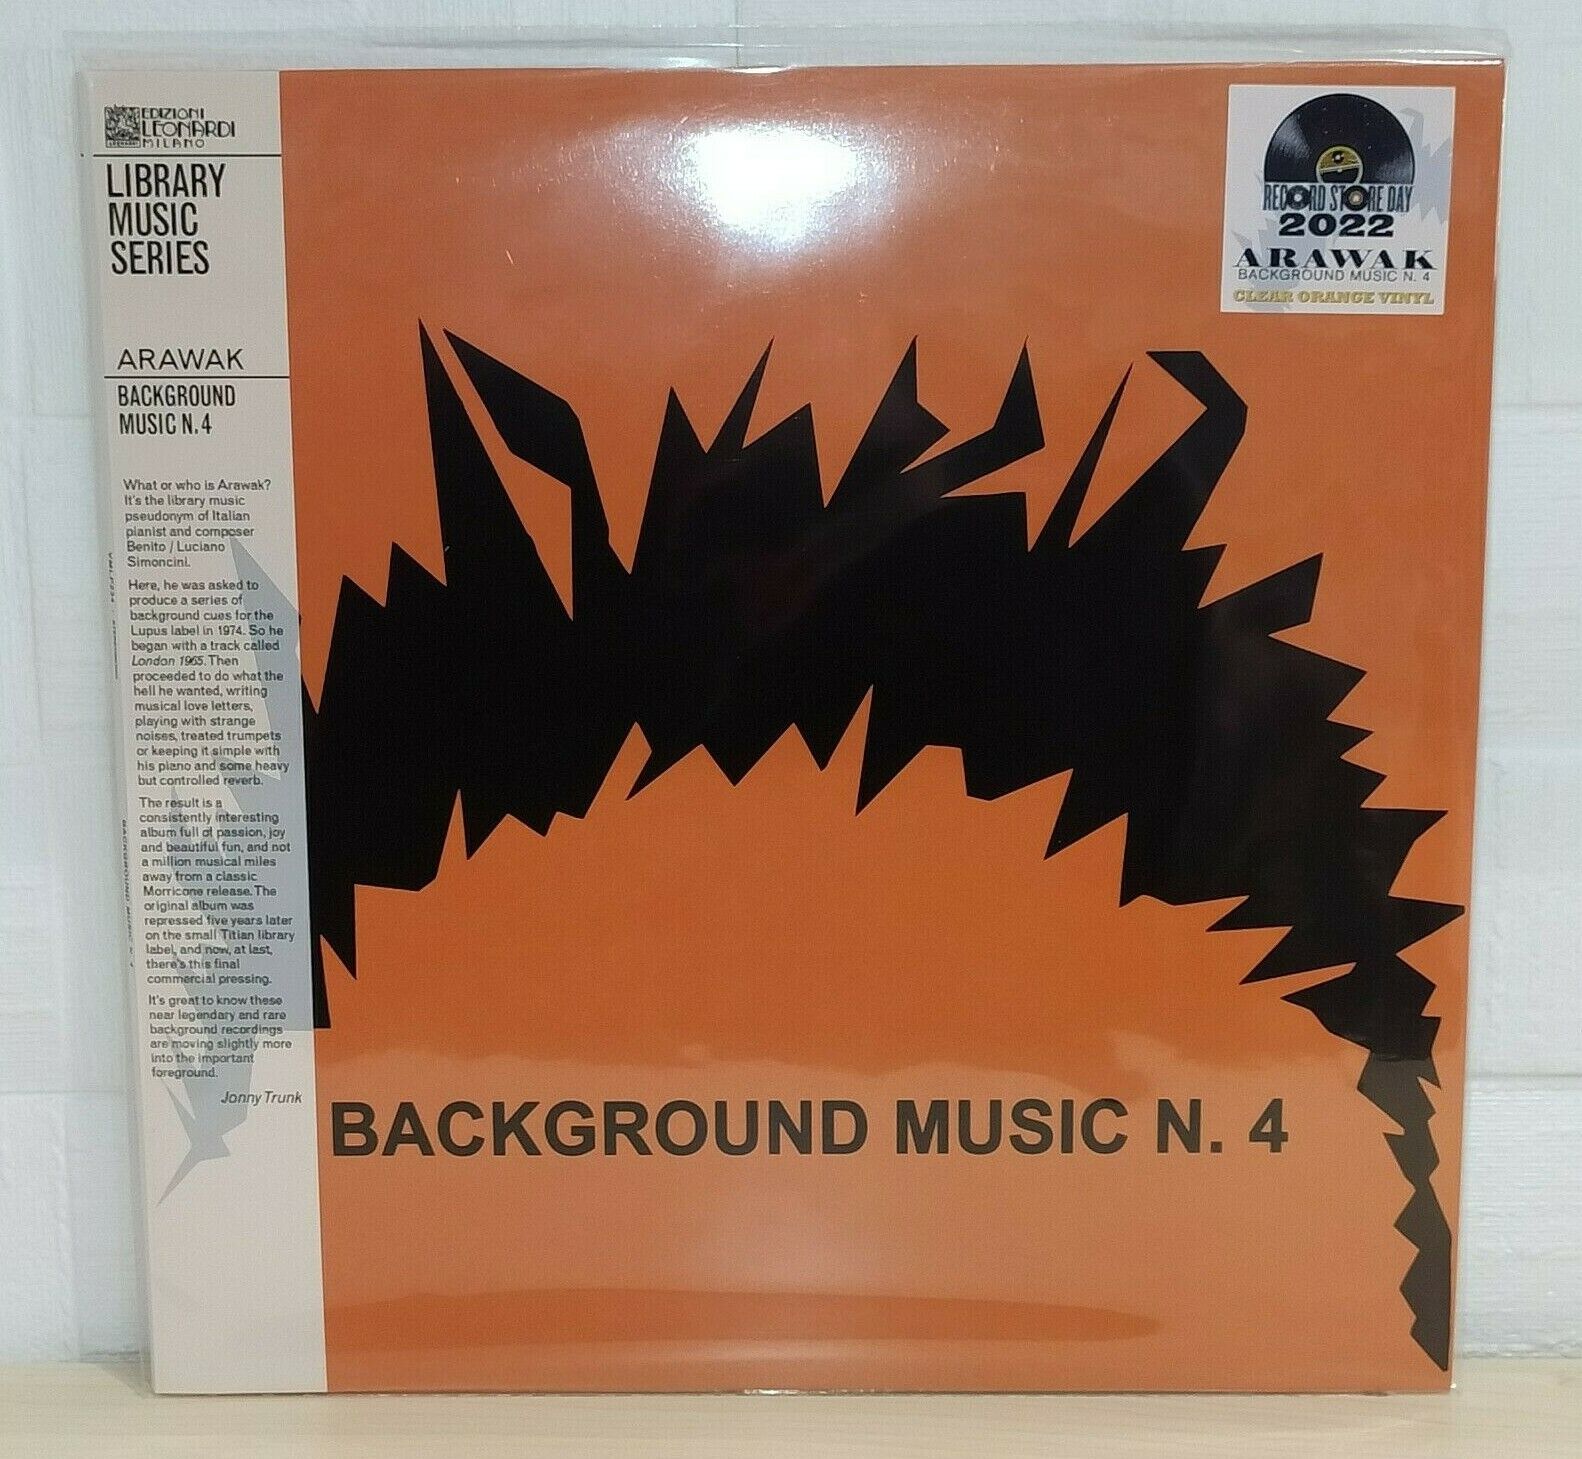 EDIZIONI
LEONARDI
MILANO
LIBRARY
MUSIC
SERIES
ARAWAK
BACKGROUND
MUSIC N. 4
What or who is Arawak?
It's the library music
pseudonym of Italian
pianist and composer
Benito / Luciano
Simoncini.
Here, he was asked to
produce a series of
background cues for the
Lupus label in 1974. So he
began with a track called
London 1965. Then
proceeded to do what the
hell he wanted, writing
musical love letters,
playing with strange
noises, treated trumpets
or keeping it simple with
his piano and some heavy
but controlled reverb.
The result is a
consistently interesting
album full of passion, joy
and beautiful fun, and not
a million musical miles
away from a classic
Morricone release. The
original album was
repressed five years later
on the small Titian library
label, and now, at last,
there's this final
commercial pressing.
It's great to know these
near legendary and rare
background recordings
are moving slightly more
into the important
foreground.
Jonny Trunk
RECORD STORE DAY
2022
ARAWAK
BACKGROUND MUSIC N. 4
CLEAR ORANGE VINYL
BACKGROUND MUSIC N. 4